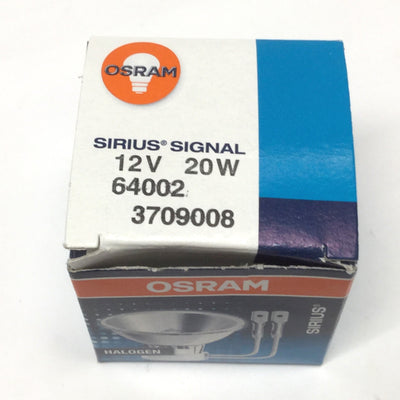 OSRAM
SIRIUS® SIGNAL
12V 20W
64002
3709008
OSRAM
SIRIUS®
HALOGEN